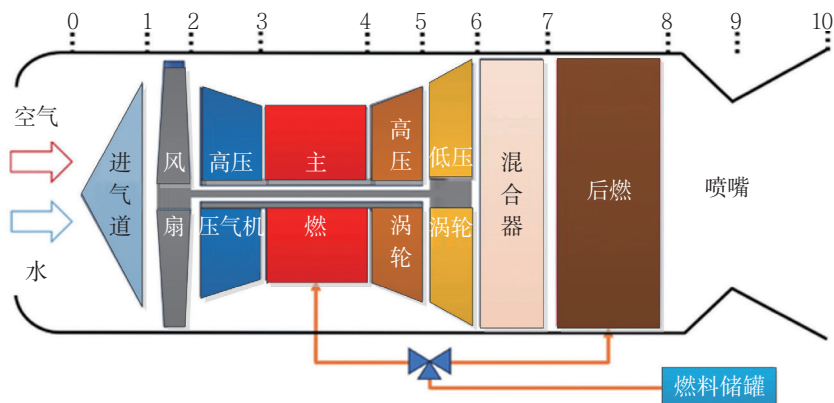 0 1 2 3 4 5 6 7 8 9 10
空气
水
进气道
风
扇
高压
压气机
主
燃
高压
涡轮
低压
涡轮
混合器
后燃
喷嘴
燃料储罐